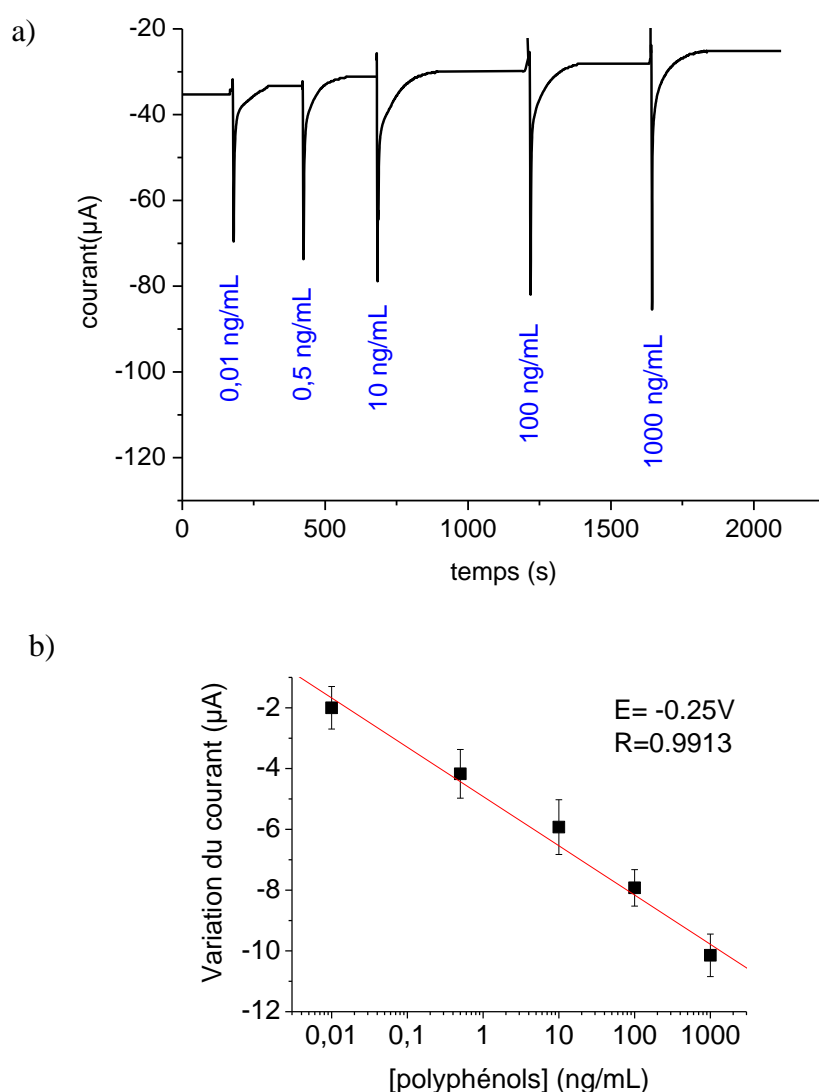 a)
-20
-40
-60
-80
-100
-120
courant(µA)
0,01 ng/mL
0,5 ng/mL
10 ng/mL
100 ng/mL
1000 ng/mL
0 500 1000 1500 2000
temps (s)
b)
E= -0.25V
R=0.9913
-2
-4
-6
-8
-10
-12
Variation du courant (µA)
0,01 0,1 1 10 100 1000
[polyphénols] (ng/mL)